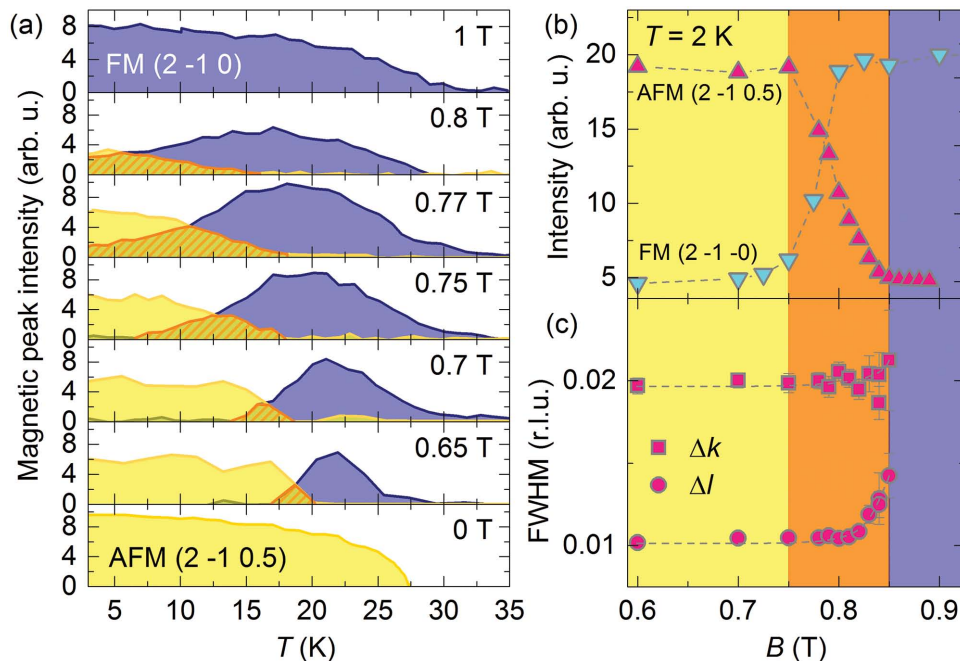 (a)
Magnetic peak intensity (arb. u.)
8
4
0
FM (2 -1 0)
1 T
8
4
0
0.8 T
8
4
0
0.77 T
8
4
0
0.75 T
8
4
0
0.7 T
8
4
0
0.65 T
8
4
0
AFM (2 -1 0.5)
0 T
5 10 15 20 25 30 35
T (K)
(b)
T = 2 K
Intensity (arb. u.)
20
15
10
5
AFM (2 -1 0.5)
FM (2 -1 -0)
(c)
FWHM (r.l.u.)
0.02
0.01
Δk
Δl
0.6 0.7 0.8 0.9
B (T)